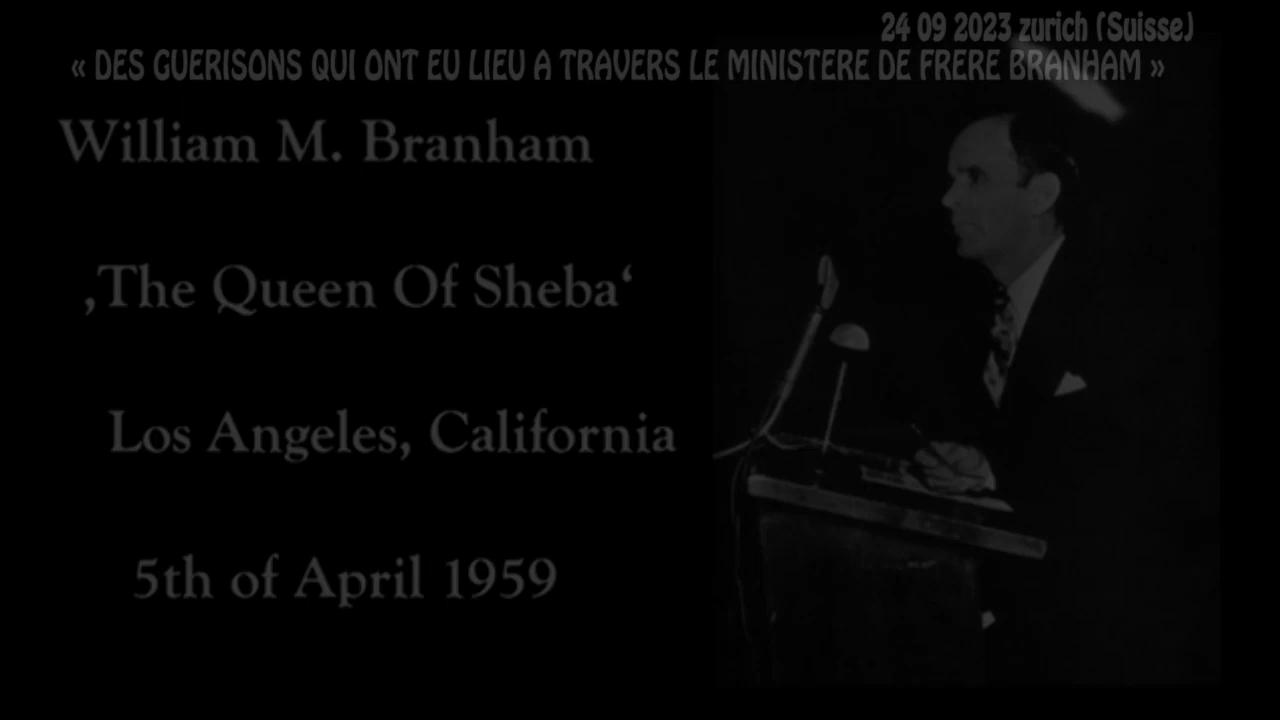 24 09 2023 zurich (Suisse)
« DES GUERISONS QUI ONT EU LIEU A TRAVERS LE MINISTERE DE FRERE BRANHAM »
William M. Branham
‚The Queen Of Sheba‘
Los Angeles, California
5th of April 1959